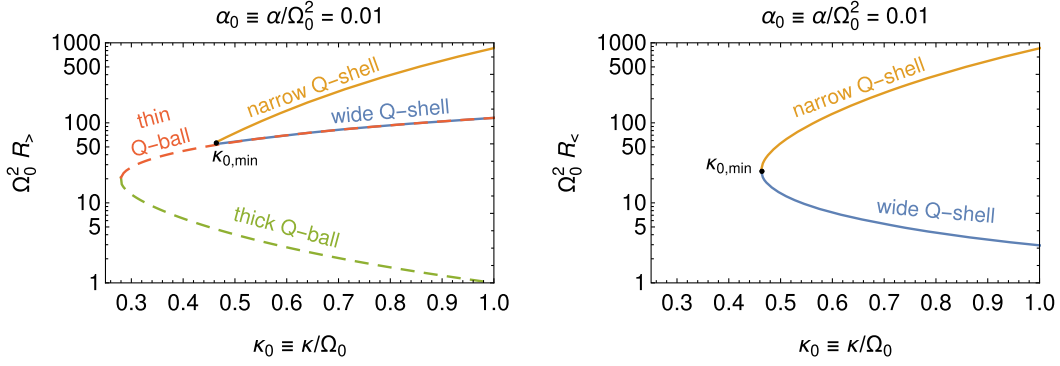 α₀ ≡ α/Ω₀² = 0.01
Ω₀² R_>
1000
500
100
50
10
5
1
narrow Q−shell
wide Q−shell
thin
Q−ball
κ₀,min
thick Q−ball
0.3 0.4 0.5 0.6 0.7 0.8 0.9 1.0
κ₀ ≡ κ/Ω₀
α₀ ≡ α/Ω₀² = 0.01
Ω₀² R_<
1000
500
100
50
10
5
1
narrow Q−shell
κ₀,min
wide Q−shell
0.3 0.4 0.5 0.6 0.7 0.8 0.9 1.0
κ₀ ≡ κ/Ω₀